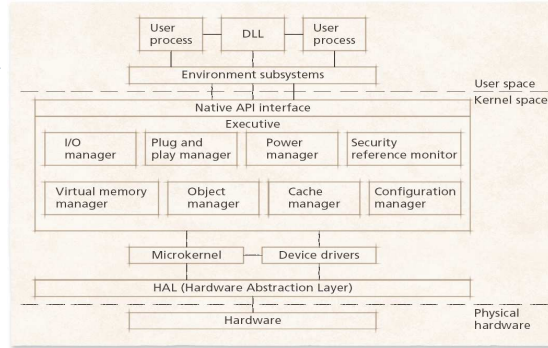 User
process
DLL
User
process
Environment subsystems
User space
Kernel space
Native API interface
Executive
I/O
manager
Plug and
play manager
Power
manager
Security
reference monitor
Virtual memory
manager
Object
manager
Cache
manager
Configuration
manager
Microkernel
Device drivers
HAL (Hardware Abstraction Layer)
Physical
hardware
Hardware